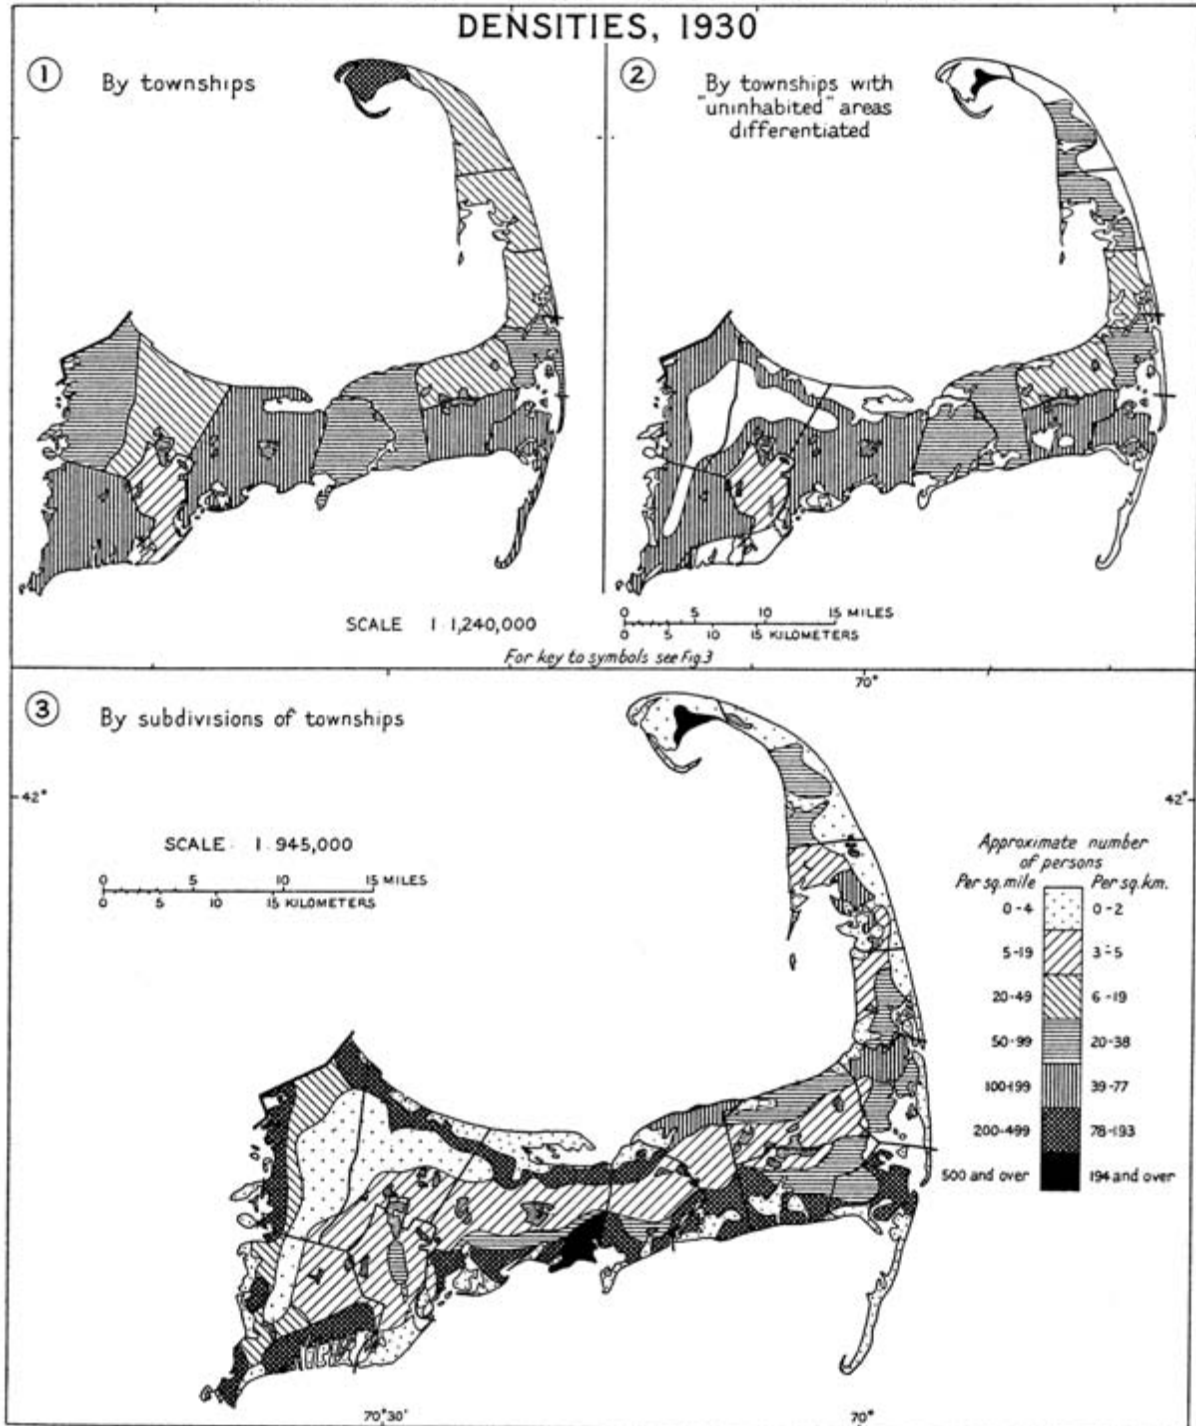 DENSITIES, 1930
1
By townships
2
By townships with
"uninhabited" areas
differentiated
SCALE 1:1,240,000
0 5 10 15 MILES
0 5 10 15 KILOMETERS
For key to symbols see Fig.3
70°
3
By subdivisions of townships
42°
42°
SCALE 1:945,000
0 5 10 15 MILES
0 5 10 15 KILOMETERS
Approximate number
of persons
Per sq. mile Per sq. km.
0-4 0-2
5-19 3-5
20-49 6-19
50-99 20-38
100-199 39-77
200-499 78-193
500 and over 194 and over
70°30'
70°